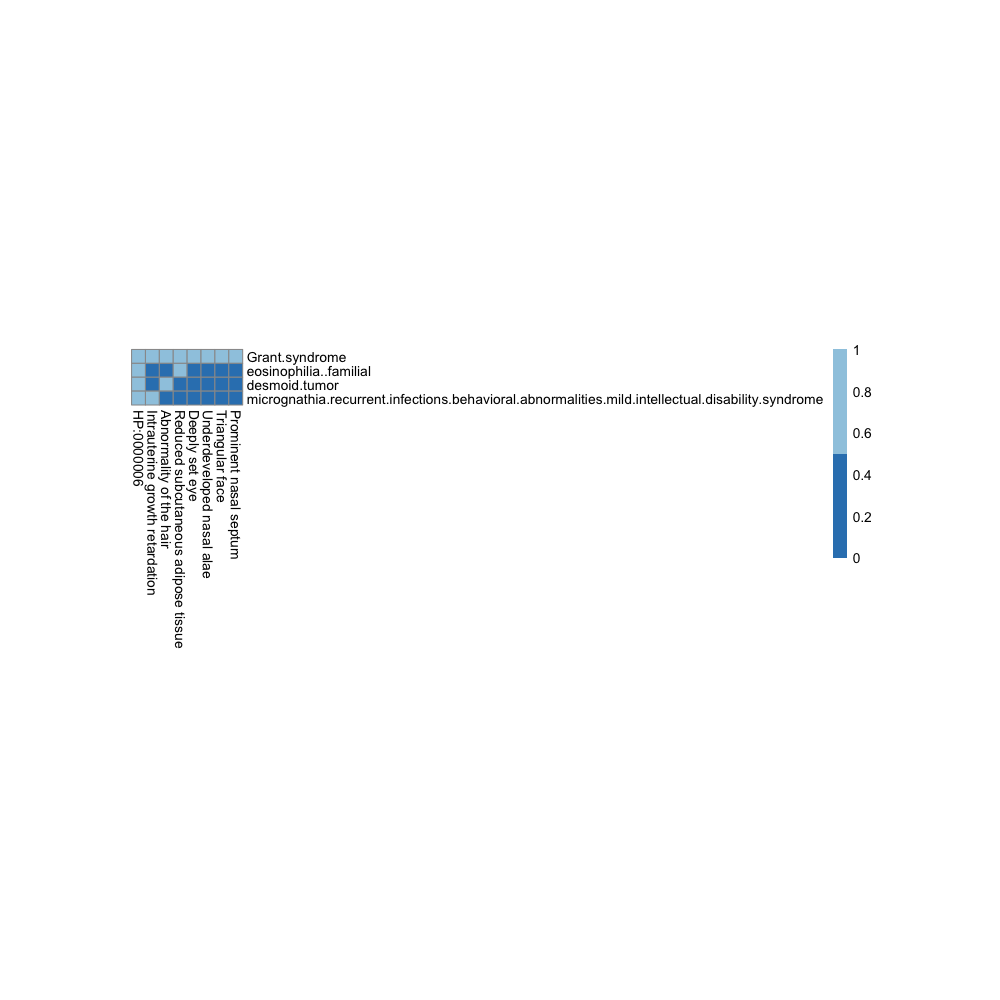 Grant.syndrome
eosinophilia..familial
desmoid.tumor
micrognathia.recurrent.infections.behavioral.abnormalities.mild.intellectual.disability.syndrome
HP:0000006
Intrauterine growth retardation
Abnormality of the hair
Reduced subcutaneous adipose tissue
Deeply set eye
Underdeveloped nasal alae
Triangular face
Prominent nasal septum
1
0.8
0.6
0.4
0.2
0